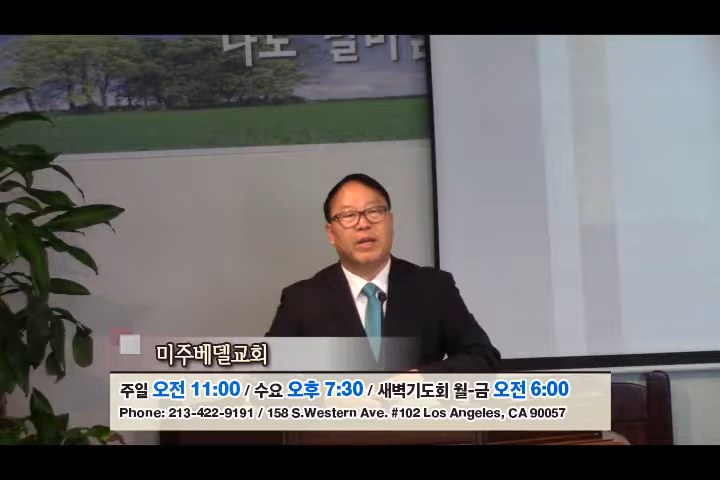 나도
미주베델교회
주일 오전 11:00 / 수요 오후 7:30 / 새벽기도회 월-금 오전 6:00
Phone: 213-422-9191 / 158 S.Western Ave. #102 Los Angeles, CA 90057